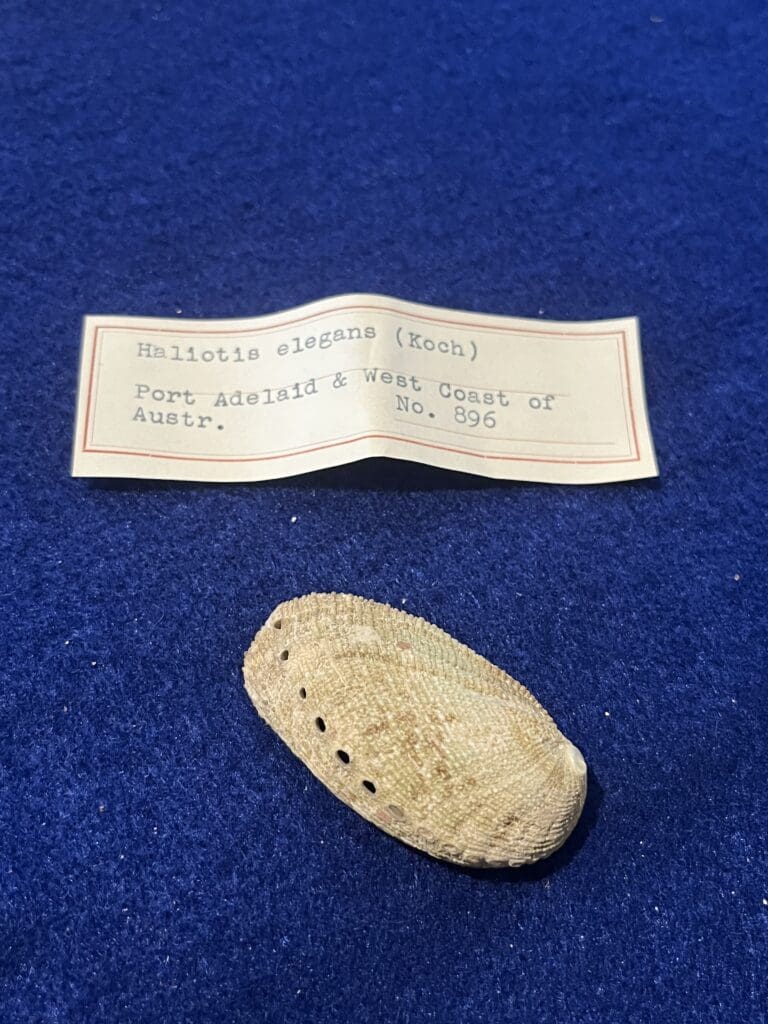 Haliotis elegans (Koch)
Port Adelaid & West Coast of
Austr. No. 896